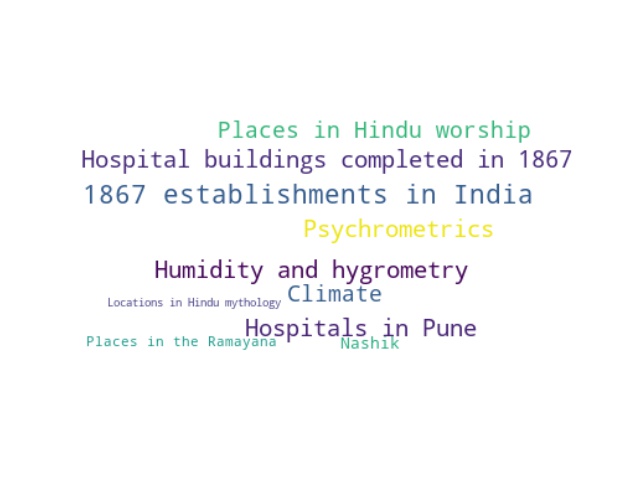 Places in Hindu worship
Hospital buildings completed in 1867
1867 establishments in India
Psychrometrics
Humidity and hygrometry
Climate
Locations in Hindu mythology
Hospitals in Pune
Places in the Ramayana
Nashik